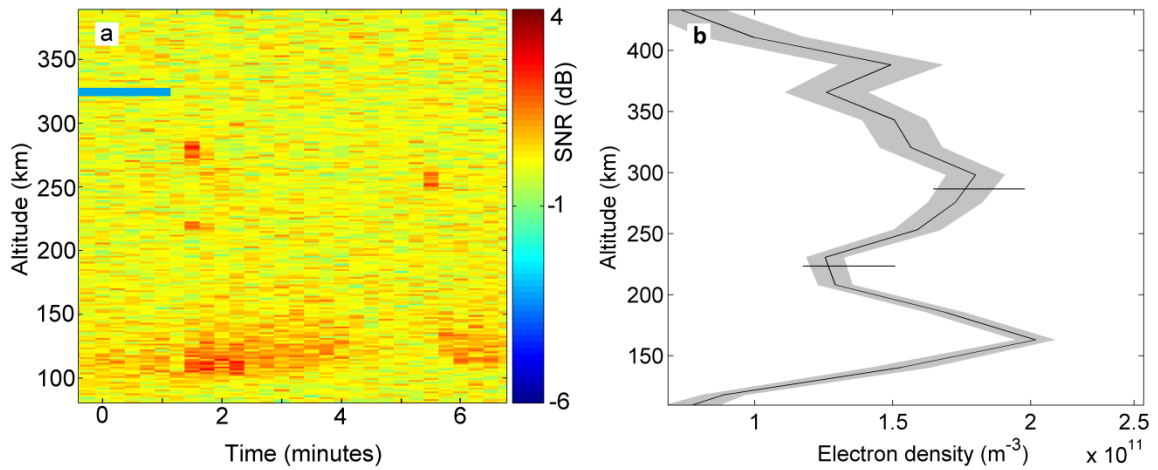 a
350
300
250
200
150
100
0
2
4
6
Altitude (km)
Time (minutes)
4
-1
-6
SNR (dB)
b
400
350
300
250
200
150
1
1.5
2
2.5
Altitude (km)
Electron density (m⁻³)
x 10¹¹